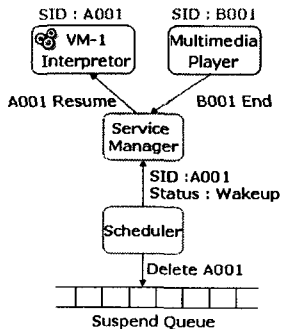 SID : A001
SID : B001
VM-1
Interpretor
Multimedia
Player
A001 Resume
B001 End
Service
Manager
SID :A001
Status : Wakeup
Scheduler
Delete A001
Suspend Queue